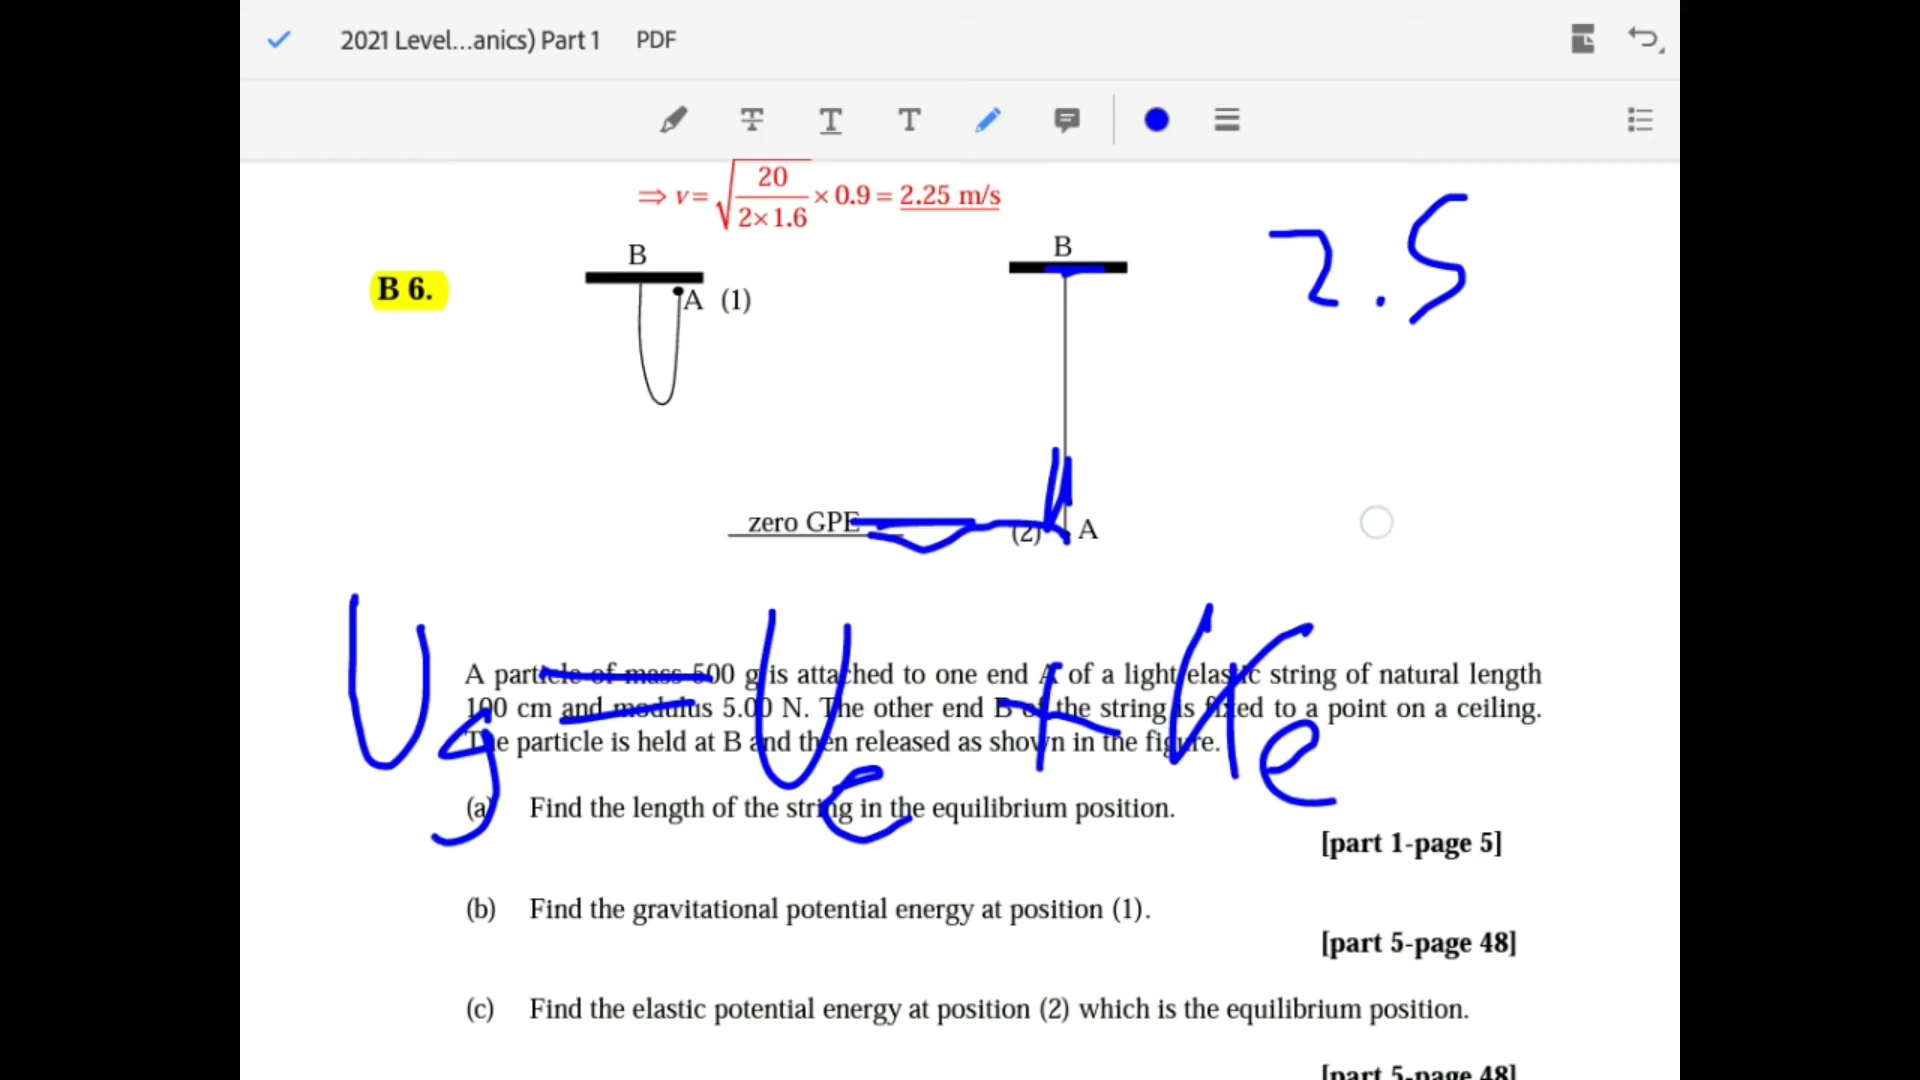 2021 Level...anics) Part 1 PDF
⇒ v = √(20/(2×1.6)) × 0.9 = 2.25 m/s
B 6.
B
A (1)
B
2.5
zero GPE
(2) A
Ug = Ue + Ke
A particle of mass 500 g is attached to one end A of a light elastic string of natural length
100 cm and modulus 5.00 N. The other end B of the string is fixed to a point on a ceiling.
The particle is held at B and then released as shown in the figure.
(a) Find the length of the string in the equilibrium position.
[part 1-page 5]
(b) Find the gravitational potential energy at position (1).
[part 5-page 48]
(c) Find the elastic potential energy at position (2) which is the equilibrium position.
[part 5-page 48]